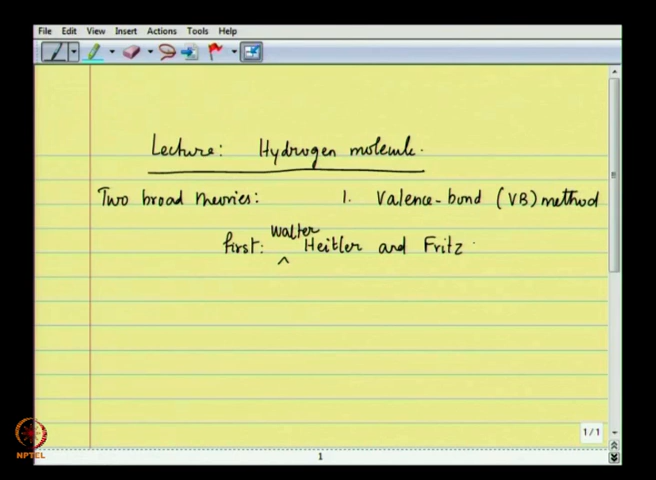 File Edit View Insert Actions Tools Help
Lecture: Hydrogen molecule.
Two broad theories: 1. Valence-bond (VB) method
first: Walter Heitler and Fritz
1/1
1
NPTEL